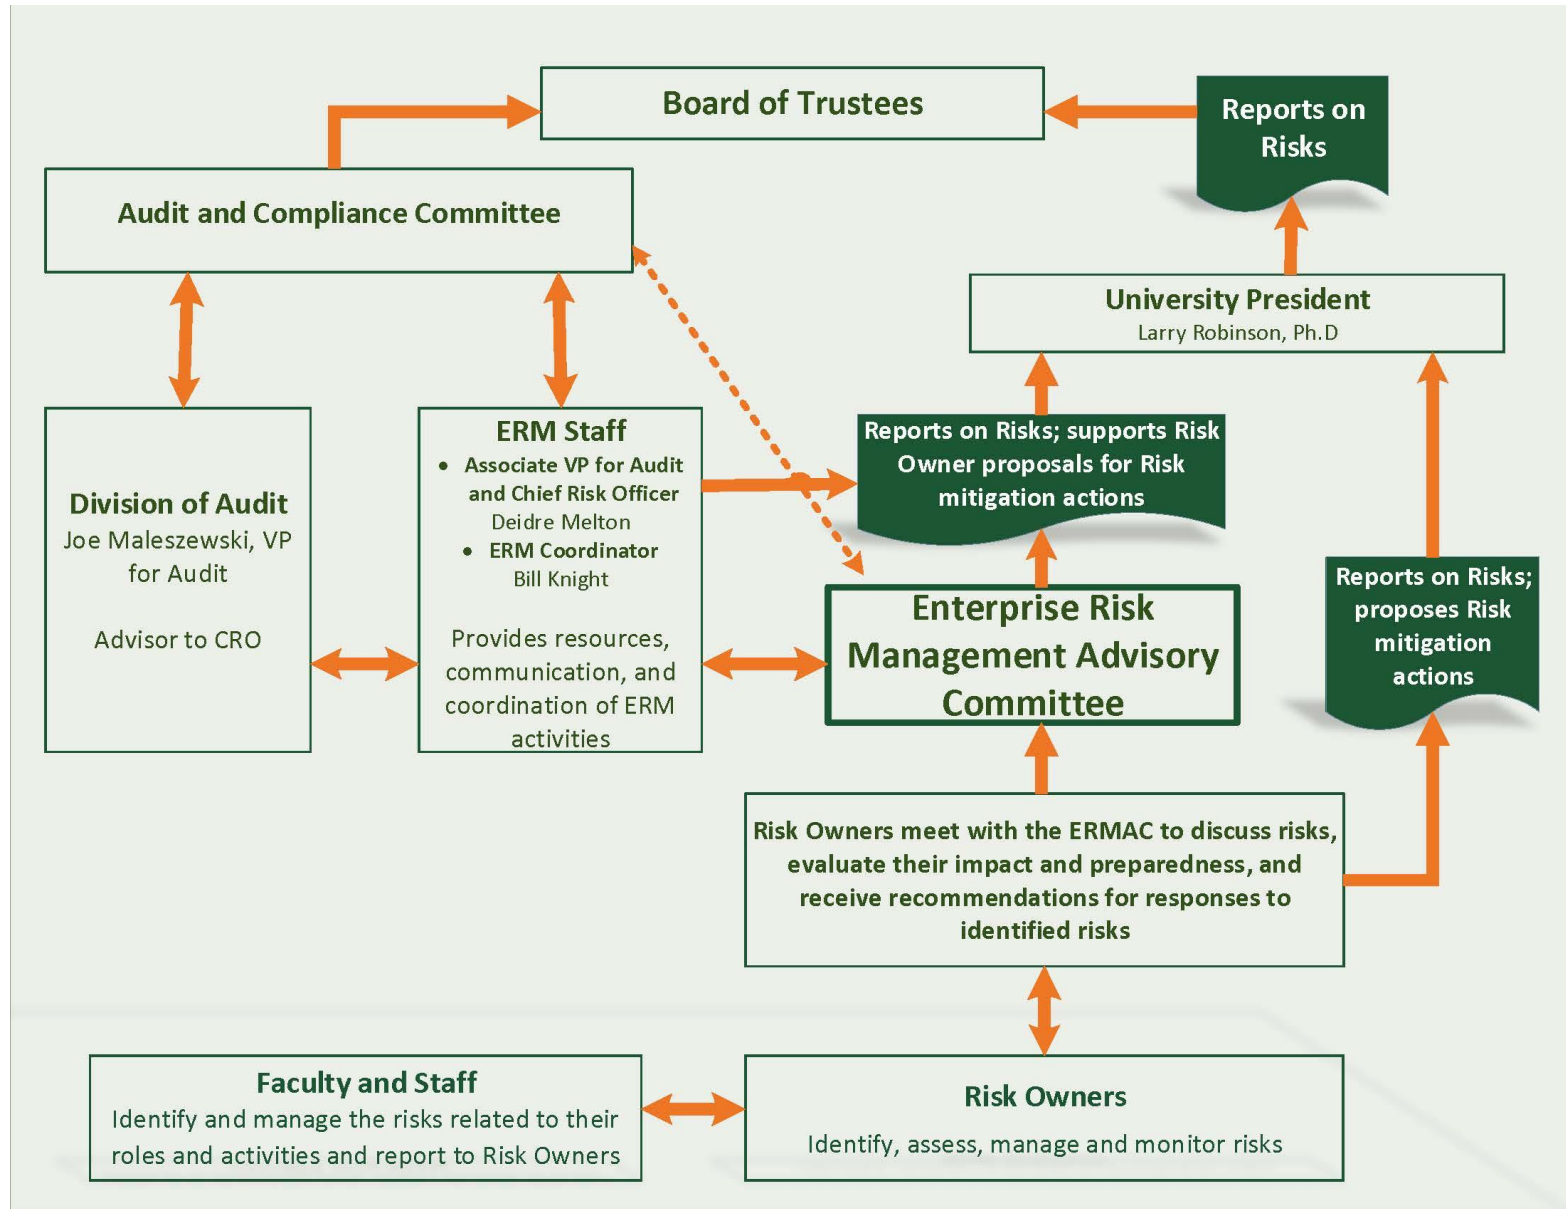 Board of Trustees
Reports on
Risks
Audit and Compliance Committee
University President
Larry Robinson, Ph.D
Division of Audit
Joe Maleszewski, VP
for Audit
Advisor to CRO
ERM Staff
• Associate VP for Audit
and Chief Risk Officer
Deidre Melton
• ERM Coordinator
Bill Knight
Provides resources,
communication, and
coordination of ERM
activities
Reports on Risks; supports Risk
Owner proposals for Risk
mitigation actions
Enterprise Risk
Management Advisory
Committee
Reports on Risks;
proposes Risk
mitigation
actions
Risk Owners meet with the ERMAC to discuss risks,
evaluate their impact and preparedness, and
receive recommendations for responses to
identified risks
Faculty and Staff
Identify and manage the risks related to their
roles and activities and report to Risk Owners
Risk Owners
Identify, assess, manage and monitor risks